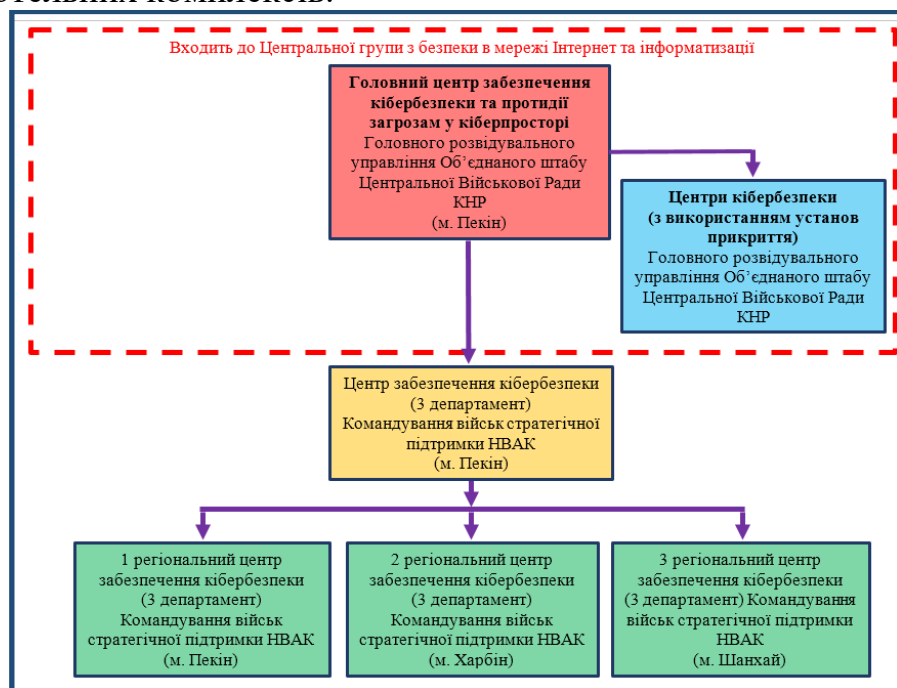 Входить до Центральної групи з безпеки в мережі Інтернет та інформатизації
Головний центр забезпечення
кібербезпеки та протидії
загрозам у кіберпросторі
Головного розвідувального
управління Об’єднаного штабу
Центральної Військової Ради
КНР
(м. Пекін)
Центри кібербезпеки
(з використанням установ
прикриття)
Головного розвідувального
управління Об’єднаного штабу
Центральної Військової Ради
КНР
Центр забезпечення кібербезпеки
(3 департамент)
Командування військ стратегічної
підтримки НВАК
(м. Пекін)
1 регіональний центр
забезпечення кібербезпеки
(3 департамент)
Командування військ
стратегічної підтримки НВАК
(м. Пекін)
2 регіональний центр
забезпечення кібербезпеки
(3 департамент)
Командування військ
стратегічної підтримки НВАК
(м. Харбін)
3 регіональний центр
забезпечення кібербезпеки
(3 департамент) Командування
військ стратегічної підтримки
НВАК
(м. Шанхай)